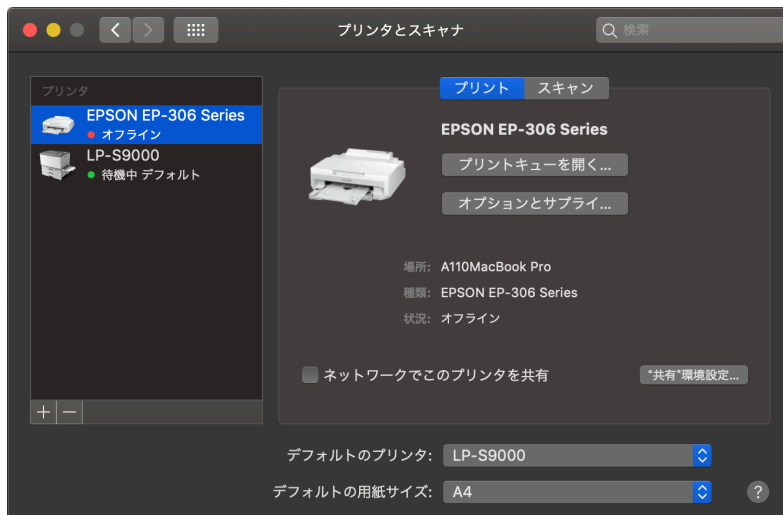 プリンタとスキャナ
検索
プリンタ
EPSON EP-306 Series
オフライン
LP-S9000
待機中 デフォルト
プリント
スキャン
EPSON EP-306 Series
プリントキューを開く...
オプションとサプライ...
場所: A110MacBook Pro
種類: EPSON EP-306 Series
状況: オフライン
ネットワークでこのプリンタを共有
"共有"環境設定...
デフォルトのプリンタ: LP-S9000
デフォルトの用紙サイズ: A4
?